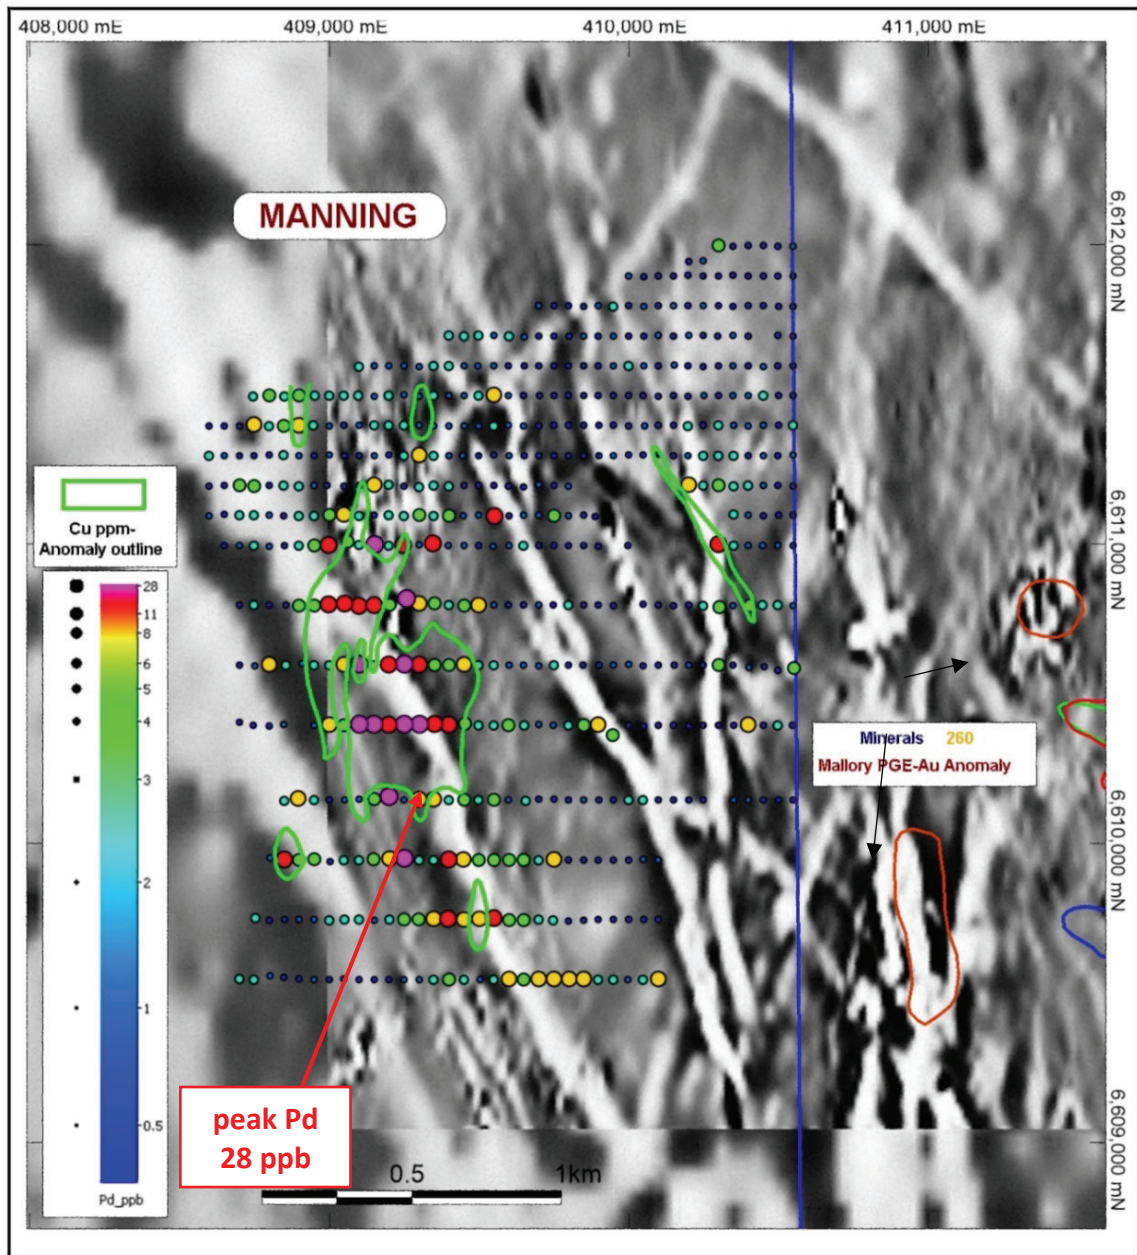 408,000 mE
409,000 mE
410,000 mE
411,000 mE
MANNING
6,612,000 mN
6,611,000 mN
6,610,000 mN
6,609,000 mN
Cu ppm-
Anomaly outline
28
11
8
6
5
4
3
2
1
0.5
Pd_ppb
Minerals 260
Mallory PGE-Au Anomaly
peak Pd
28 ppb
0.5
1km